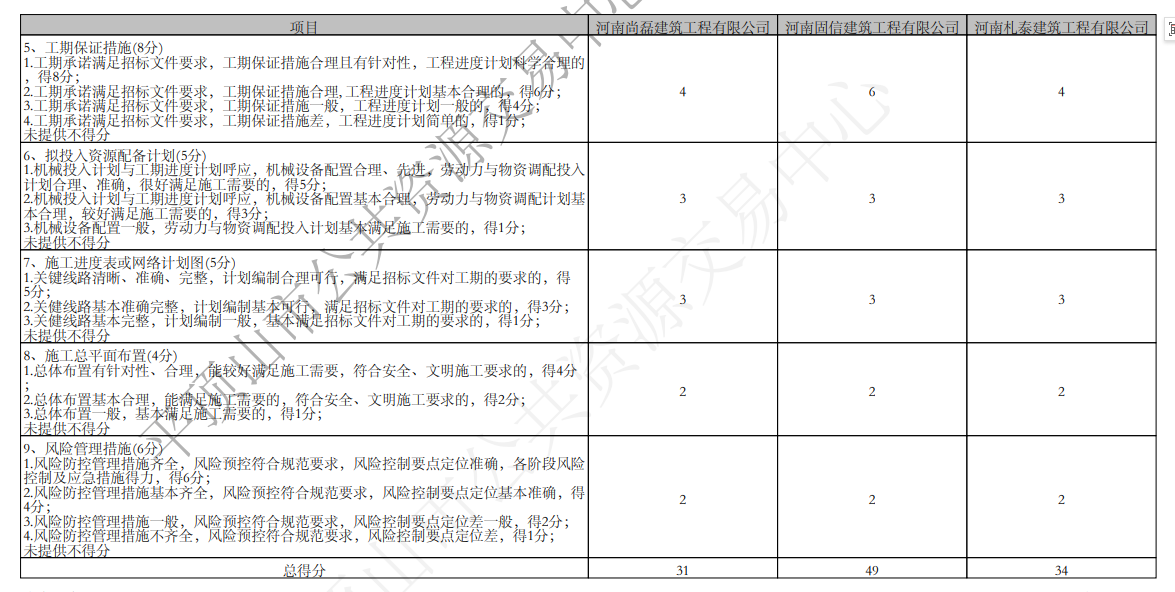 项目 河南尚磊建筑工程有限公司 河南固信建筑工程有限公司 河南札泰建筑工程有限公司
5、工期保证措施(8分)
1.工期承诺满足招标文件要求，工期保证措施合理且有针对性，工程进度计划科学合理的
，得8分；
2.工期承诺满足招标文件要求，工期保证措施合理,工程进度计划基本合理的，得6分；
3.工期承诺满足招标文件要求，工期保证措施一般，工程进度计划一般的，得4分；
4.工期承诺满足招标文件要求，工期保证措施差，工程进度计划简单的，得1分；
未提供不得分
4 6 4
6、拟投入资源配备计划(5分)
1.机械投入计划与工期进度计划呼应，机械设备配置合理、先进，劳动力与物资调配投入
计划合理、准确，很好满足施工需要的，得5分；
2.机械投入计划与工期进度计划呼应，机械设备配置基本合理，劳动力与物资调配计划基
本合理，较好满足施工需要的，得3分；
3.机械设备配置一般，劳动力与物资调配投入计划基本满足施工需要的，得1分；
未提供不得分
3 3 3
7、施工进度表或网络计划图(5分)
1.关键线路清晰、准确、完整，计划编制合理可行，满足招标文件对工期的要求的，得
5分；
2.关健线路基本准确完整，计划编制基本可行，满足招标文件对工期的要求的，得3分；
3.关健线路基本完整，计划编制一般，基本满足招标文件对工期的要求的，得1分；
未提供不得分
3 3 3
8、施工总平面布置(4分)
1.总体布置有针对性、合理，能较好满足施工需要，符合安全、文明施工要求的，得4分
；
2.总体布置基本合理，能满足施工需要的，符合安全、文明施工要求的，得2分；
3.总体布置一般，基本满足施工需要的，得1分；
未提供不得分
2 2 2
9、风险管理措施(6分)
1.风险防控管理措施齐全，风险预控符合规范要求，风险控制要点定位准确，各阶段风险
控制及应急措施得力，得6分；
2.风险防控管理措施基本齐全，风险预控符合规范要求，风险控制要点定位基本准确，得
4分；
3.风险防控管理措施一般，风险预控符合规范要求，风险控制要点定位差一般，得2分；
4.风险防控管理措施不齐全，风险预控符合规范要求，风险控制要点定位差，得1分；
未提供不得分
2 2 2
总得分 31 49 34
平顶山市公共资源交易中心
平顶山市公共资源交易中心